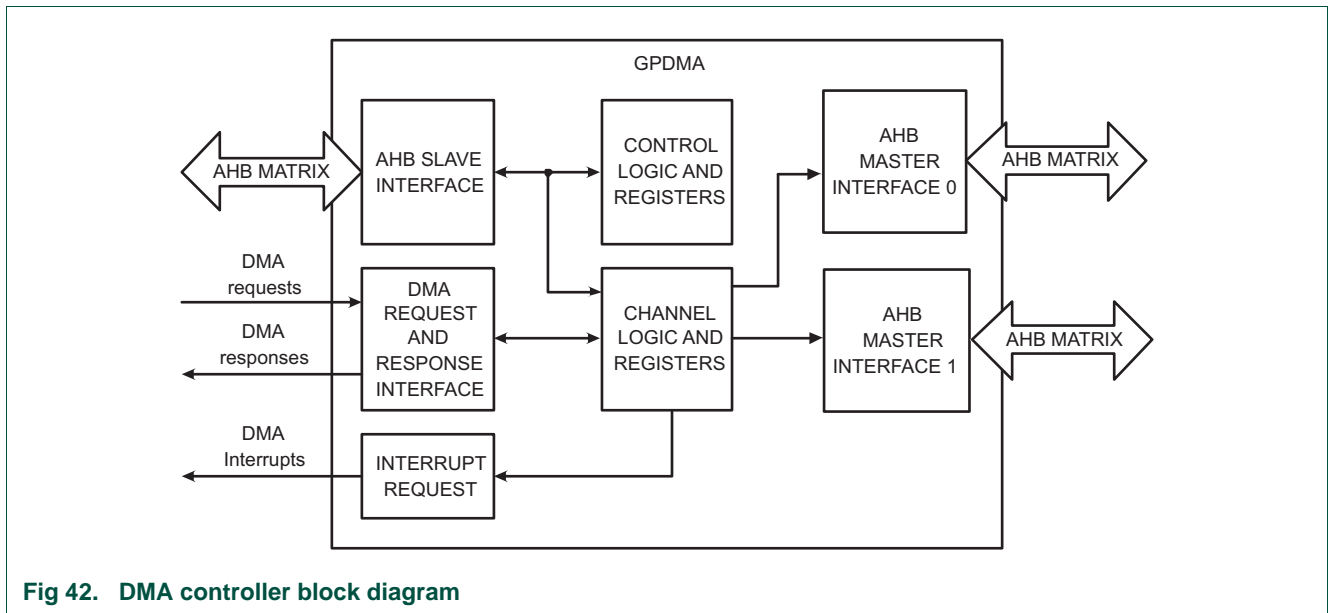 GPDMA
AHB MATRIX
AHB SLAVE
INTERFACE
CONTROL
LOGIC AND
REGISTERS
AHB
MASTER
INTERFACE 0
AHB MATRIX
DMA
requests
DMA
responses
DMA
REQUEST
AND
RESPONSE
INTERFACE
CHANNEL
LOGIC AND
REGISTERS
AHB
MASTER
INTERFACE 1
AHB MATRIX
DMA
Interrupts
INTERRUPT
REQUEST
Fig 42. DMA controller block diagram